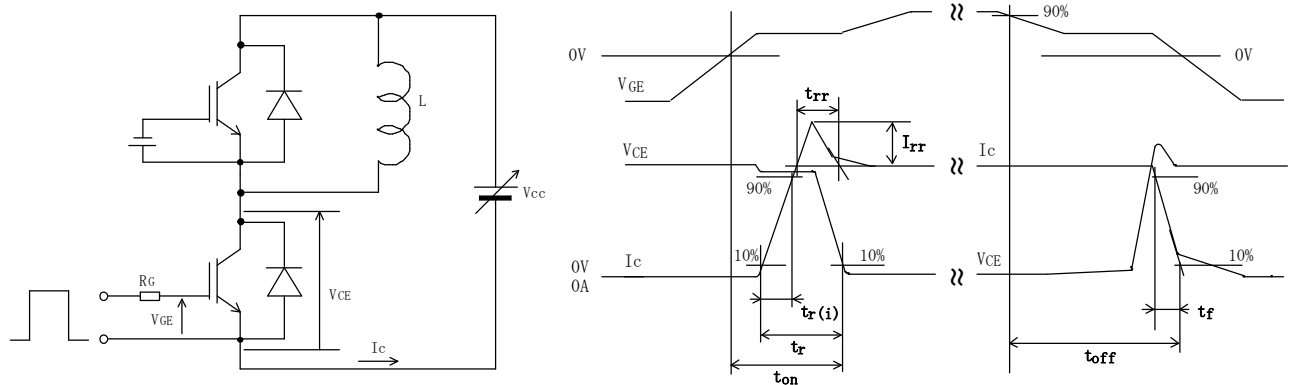 L
Vcc
RG
VGE
VCE
Ic
0V
VGE
trr
Irr
VCE
90%
10%
10%
0V
0A
Ic
tr(i)
tr
ton
90%
0V
Ic
90%
VCE
10%
tf
toff